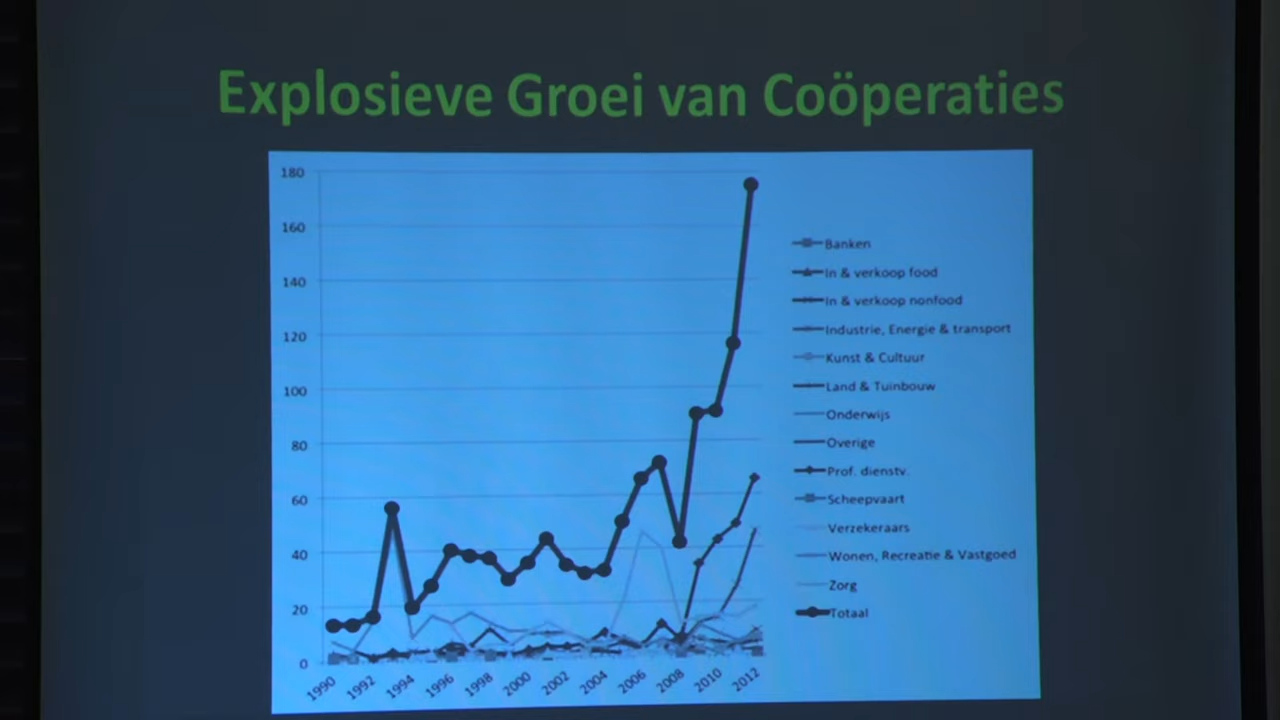 Explosieve Groei van Coöperaties
180
160
140
120
100
80
60
40
20
0
1990
1992
1994
1996
1998
2000
2002
2004
2006
2008
2010
2012
Banken
In & verkoop food
In & verkoop nonfood
Industrie, Energie & transport
Kunst & Cultuur
Land & Tuinbouw
Onderwijs
Overige
Prof. dienstv.
Scheepvaart
Verzekeraars
Wonen, Recreatie & Vastgoed
Zorg
Totaal